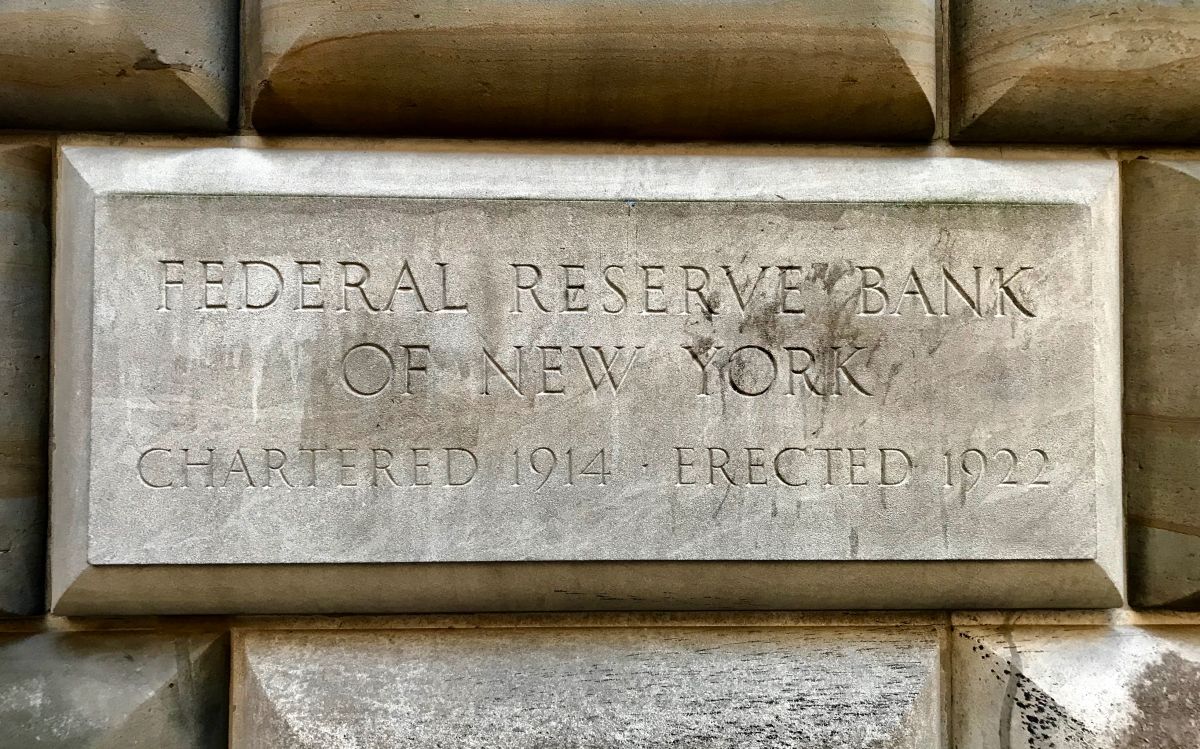 FEDERAL RESERVE BANK
OF NEW YORK
CHARTERED 1914 · ERECTED 1922